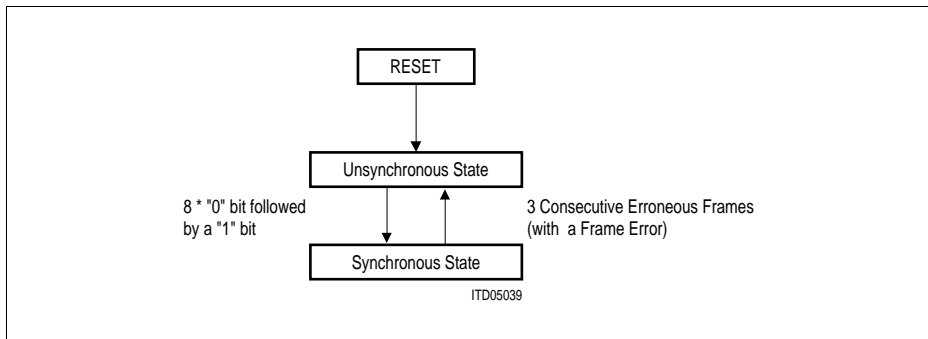 RESET
Unsynchronous State
8 * "0" bit followed
by a "1" bit
3 Consecutive Erroneous Frames
(with a Frame Error)
Synchronous State
ITD05039